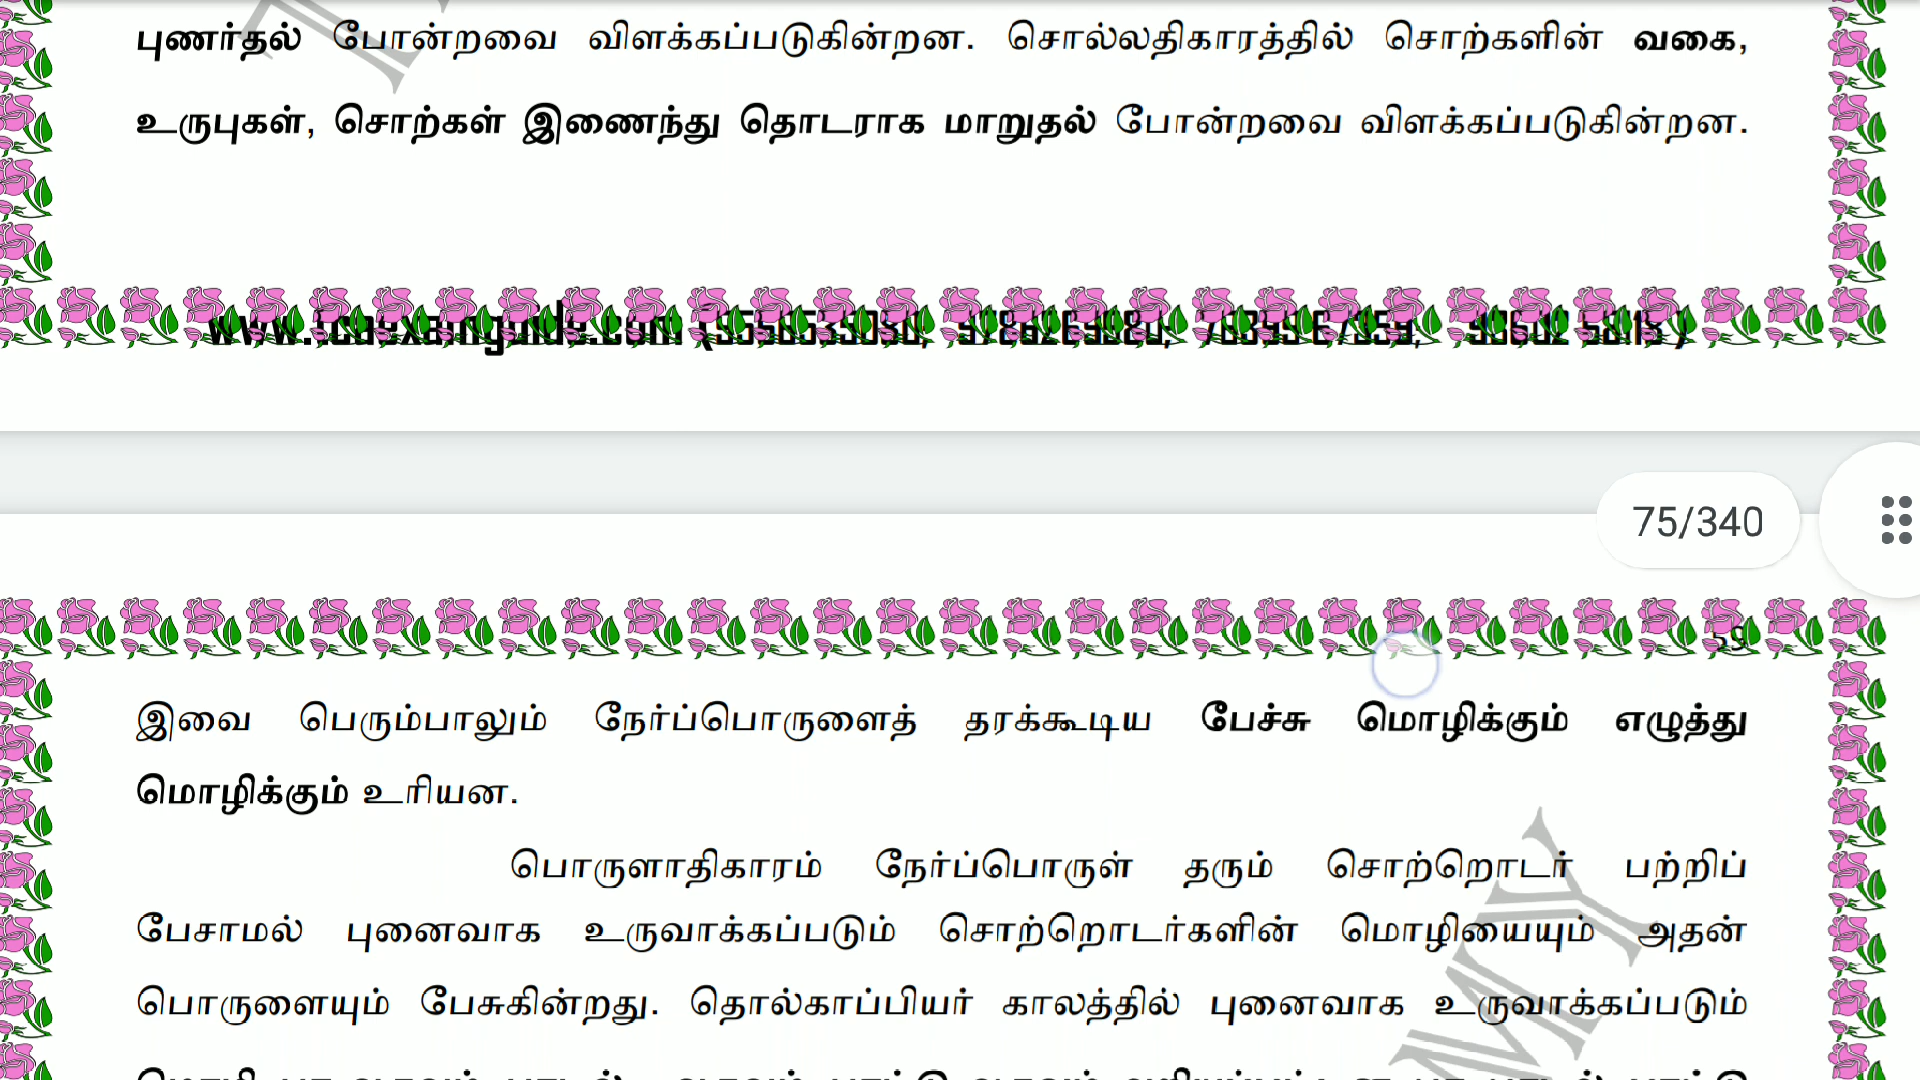 புணர்தல் போன்றவை விளக்கப்படுகின்றன. சொல்லதிகாரத்தில் சொற்களின் வகை,
உருபுகள், சொற்கள் இணைந்து தொடராக மாறுதல் போன்றவை விளக்கப்படுகின்றன.
75/340
59
இவை பெரும்பாலும் நேர்ப்பொருளைத் தரக்கூடிய பேச்சு மொழிக்கும் எழுத்து
மொழிக்கும் உரியன.
பொருளாதிகாரம் நேர்ப்பொருள் தரும் சொற்றொடர் பற்றிப்
பேசாமல் புனைவாக உருவாக்கப்படும் சொற்றொடர்களின் மொழியையும் அதன்
பொருளையும் பேசுகின்றது. தொல்காப்பியர் காலத்தில் புனைவாக உருவாக்கப்படும்